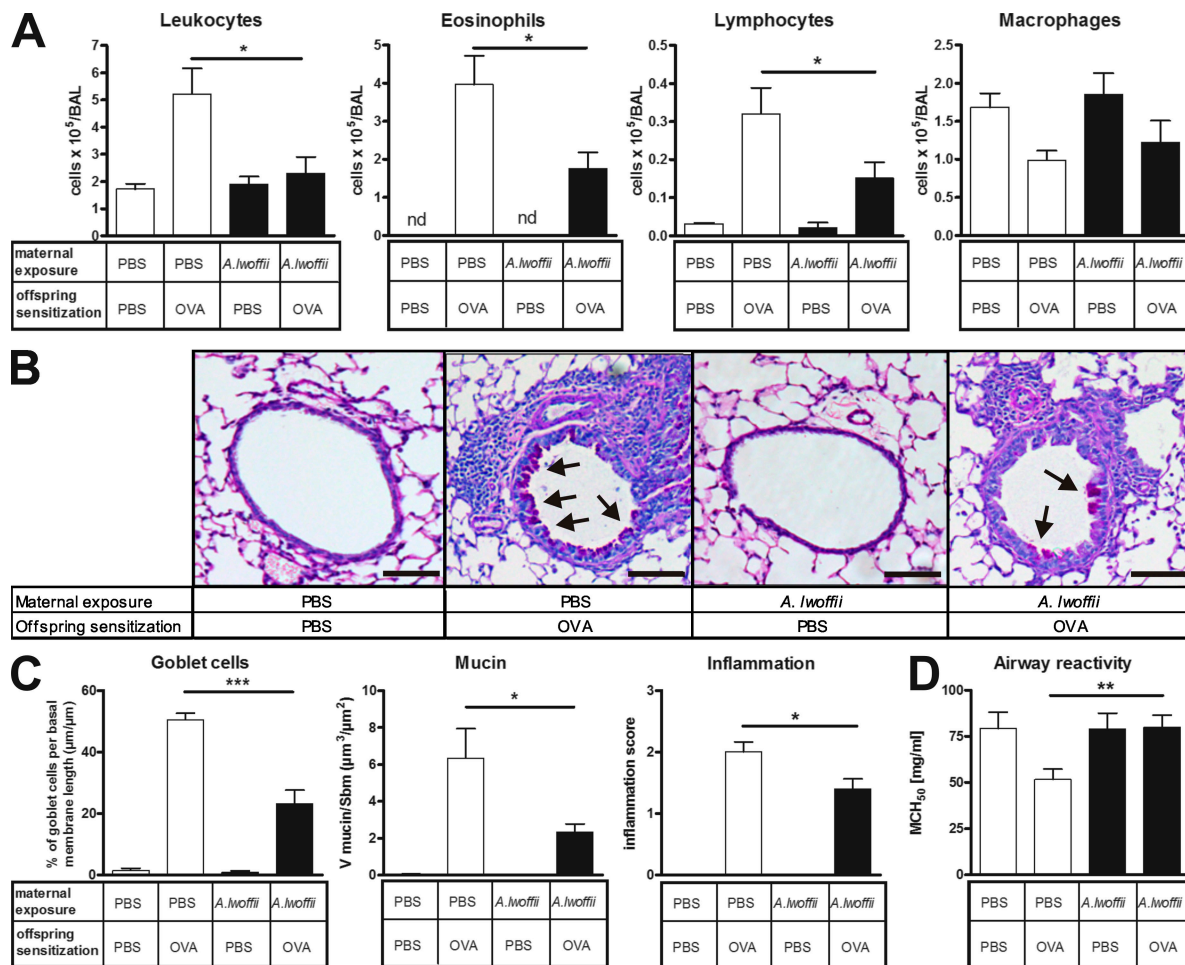 A
Leukocytes
Eosinophils
Lymphocytes
Macrophages
cells x 10⁵/BAL
7
6
5
4
3
2
1
0
*
cells x 10⁵/BAL
5
4
3
2
1
0
nd
nd
*
cells x 10⁵/BAL
0.5
0.4
0.3
0.2
0.1
0.0
*
cells x 10⁵/BAL
2.5
2.0
1.5
1.0
0.5
0.0
maternal exposure PBS PBS A.lwoffii A.lwoffii
offspring sensitization PBS OVA PBS OVA
PBS PBS A.lwoffii A.lwoffii
PBS OVA PBS OVA
PBS PBS A.lwoffii A.lwoffii
PBS OVA PBS OVA
PBS PBS A.lwoffii A.lwoffii
PBS OVA PBS OVA
B
Maternal exposure PBS PBS A. lwoffii A. lwoffii
Offspring sensitization PBS OVA PBS OVA
C
Goblet cells
Mucin
Inflammation
D
Airway reactivity
% of goblet cells per basal
membrane length (µm/µm)
60
40
20
0
***
V mucin/Sbm (µm³/µm²)
10
8
6
4
2
0
*
inflammation score
3
2
1
0
*
MCH₅₀ [mg/ml]
100
75
50
25
0
**
maternal exposure PBS PBS A.lwoffii A.lwoffii
offspring sensitization PBS OVA PBS OVA
PBS PBS A.lwoffii A.lwoffii
PBS OVA PBS OVA
PBS PBS A.lwoffii A.lwoffii
PBS OVA PBS OVA
PBS PBS A.lwoffii A.lwoffii
PBS OVA PBS OVA